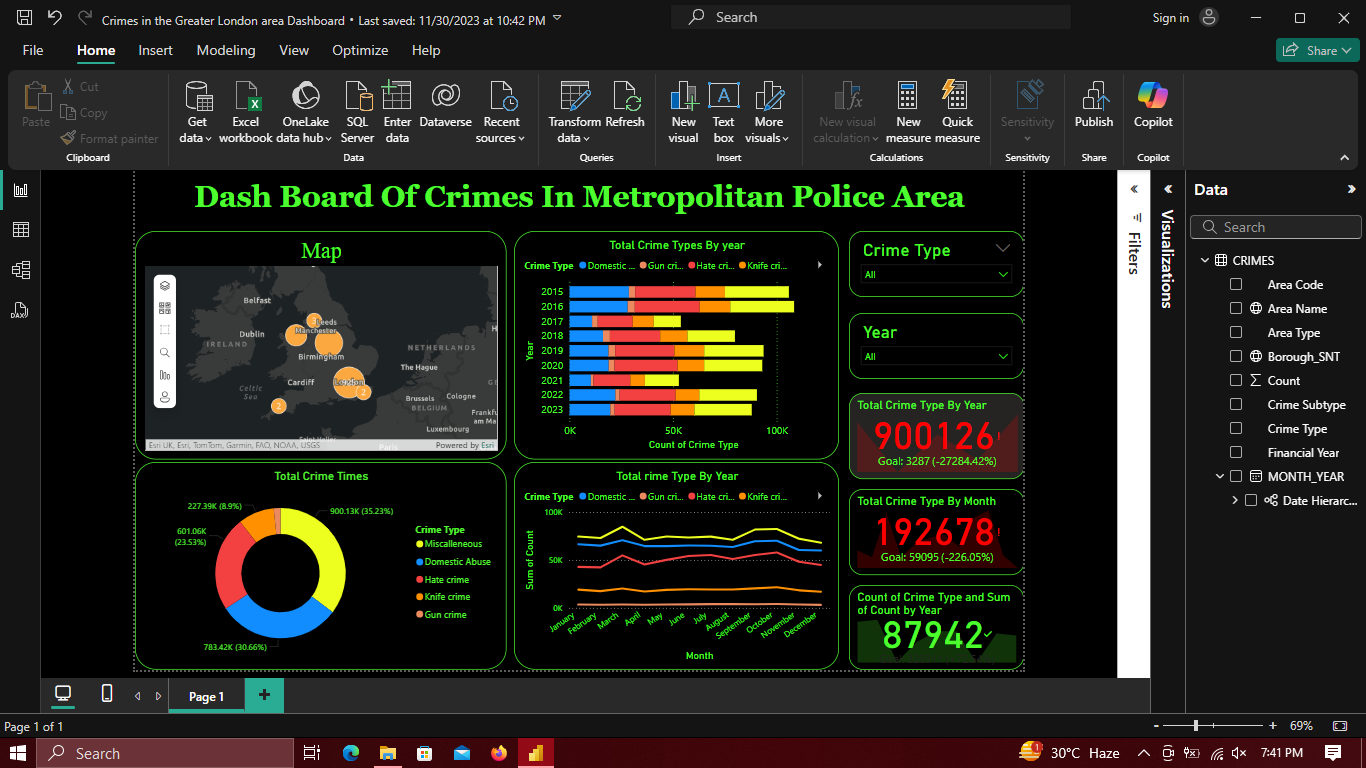 Crimes in the Greater London area Dashboard • Last saved: 11/30/2023 at 10:42 PM
Search
Sign in
File
Home
Insert
Modeling
View
Optimize
Help
Share
Paste
Cut
Copy
Format painter
Clipboard
Get data
Excel workbook
OneLake data hub
SQL Server
Enter data
Dataverse
Recent sources
Data
Transform data
Refresh
Queries
New visual
Text box
More visuals
Insert
New visual calculation
New measure
Quick measure
Calculations
Sensitivity
Sensitivity
Publish
Share
Copilot
Copilot
Dash Board Of Crimes In Metropolitan Police Area
Map
Belfast
Leeds
Manchester
Dublin
IRELAND
Birmingham
NETHERLANDS
The Hague
Cardiff
London
Celtic
Sea
2
2
Brussels
Cologne
BELGIUM
Frankfu
am Ma
Luxembourg
Saint Helier
Paris
Esri UK, Esri, TomTom, Garmin, FAO, NOAA, USGS
Powered by Esri
Total Crime Types By year
Crime Type
Domestic ...
Gun cri...
Hate cri...
Knife cri...
Year
2015
2016
2017
2018
2019
2020
2021
2022
2023
0K
50K
100K
Count of Crime Type
Crime Type
All
Year
All
Total Crime Type By Year
900126!
Goal: 3287 (-27284.42%)
Total Crime Type By Month
192678!
Goal: 59095 (-226.05%)
Count of Crime Type and Sum
of Count by Year
87942
Total Crime Times
227.39K (8.9%)
900.13K (35.23%)
601.06K
(23.53%)
783.42K (30.66%)
Crime Type
Miscalleneous
Domestic Abuse
Hate crime
Knife crime
Gun crime
Total rime Type By Year
Crime Type
Domestic ...
Gun cri...
Hate cri...
Knife cri...
Sum of Count
100K
50K
0K
January
February
March
April
May
June
July
August
September
October
November
December
Month
Filters
Visualizations
Data
Search
CRIMES
Area Code
Area Name
Area Type
Borough_SNT
Count
Crime Subtype
Crime Type
Financial Year
MONTH_YEAR
Date Hierarc...
Page 1
Page 1 of 1
69%
Search
1
30°C Haze
7:41 PM